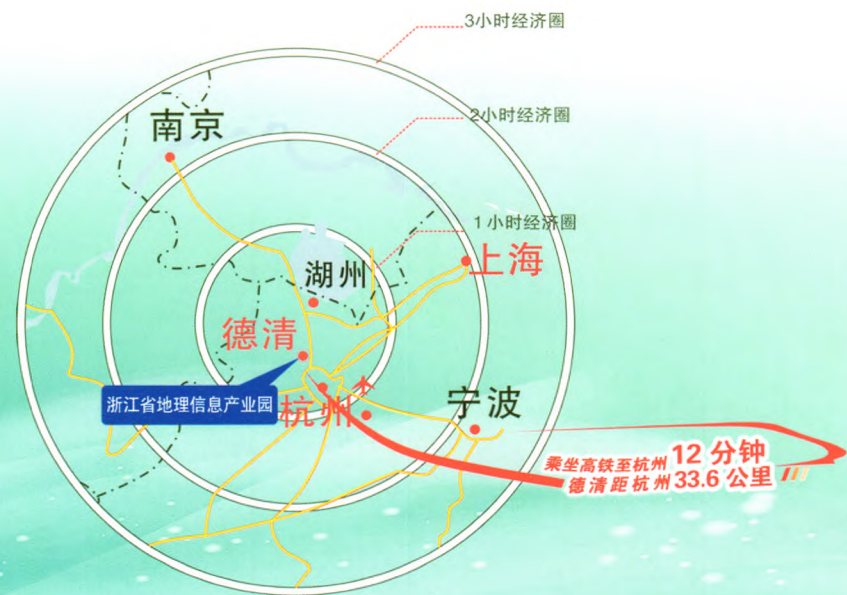 3小时经济圈
2小时经济圈
南京
1小时经济圈
上海
湖州
德清
浙江省地理信息产业园
杭州
宁波
乘坐高铁至杭州 12 分钟
德清距杭州 33.6 公里